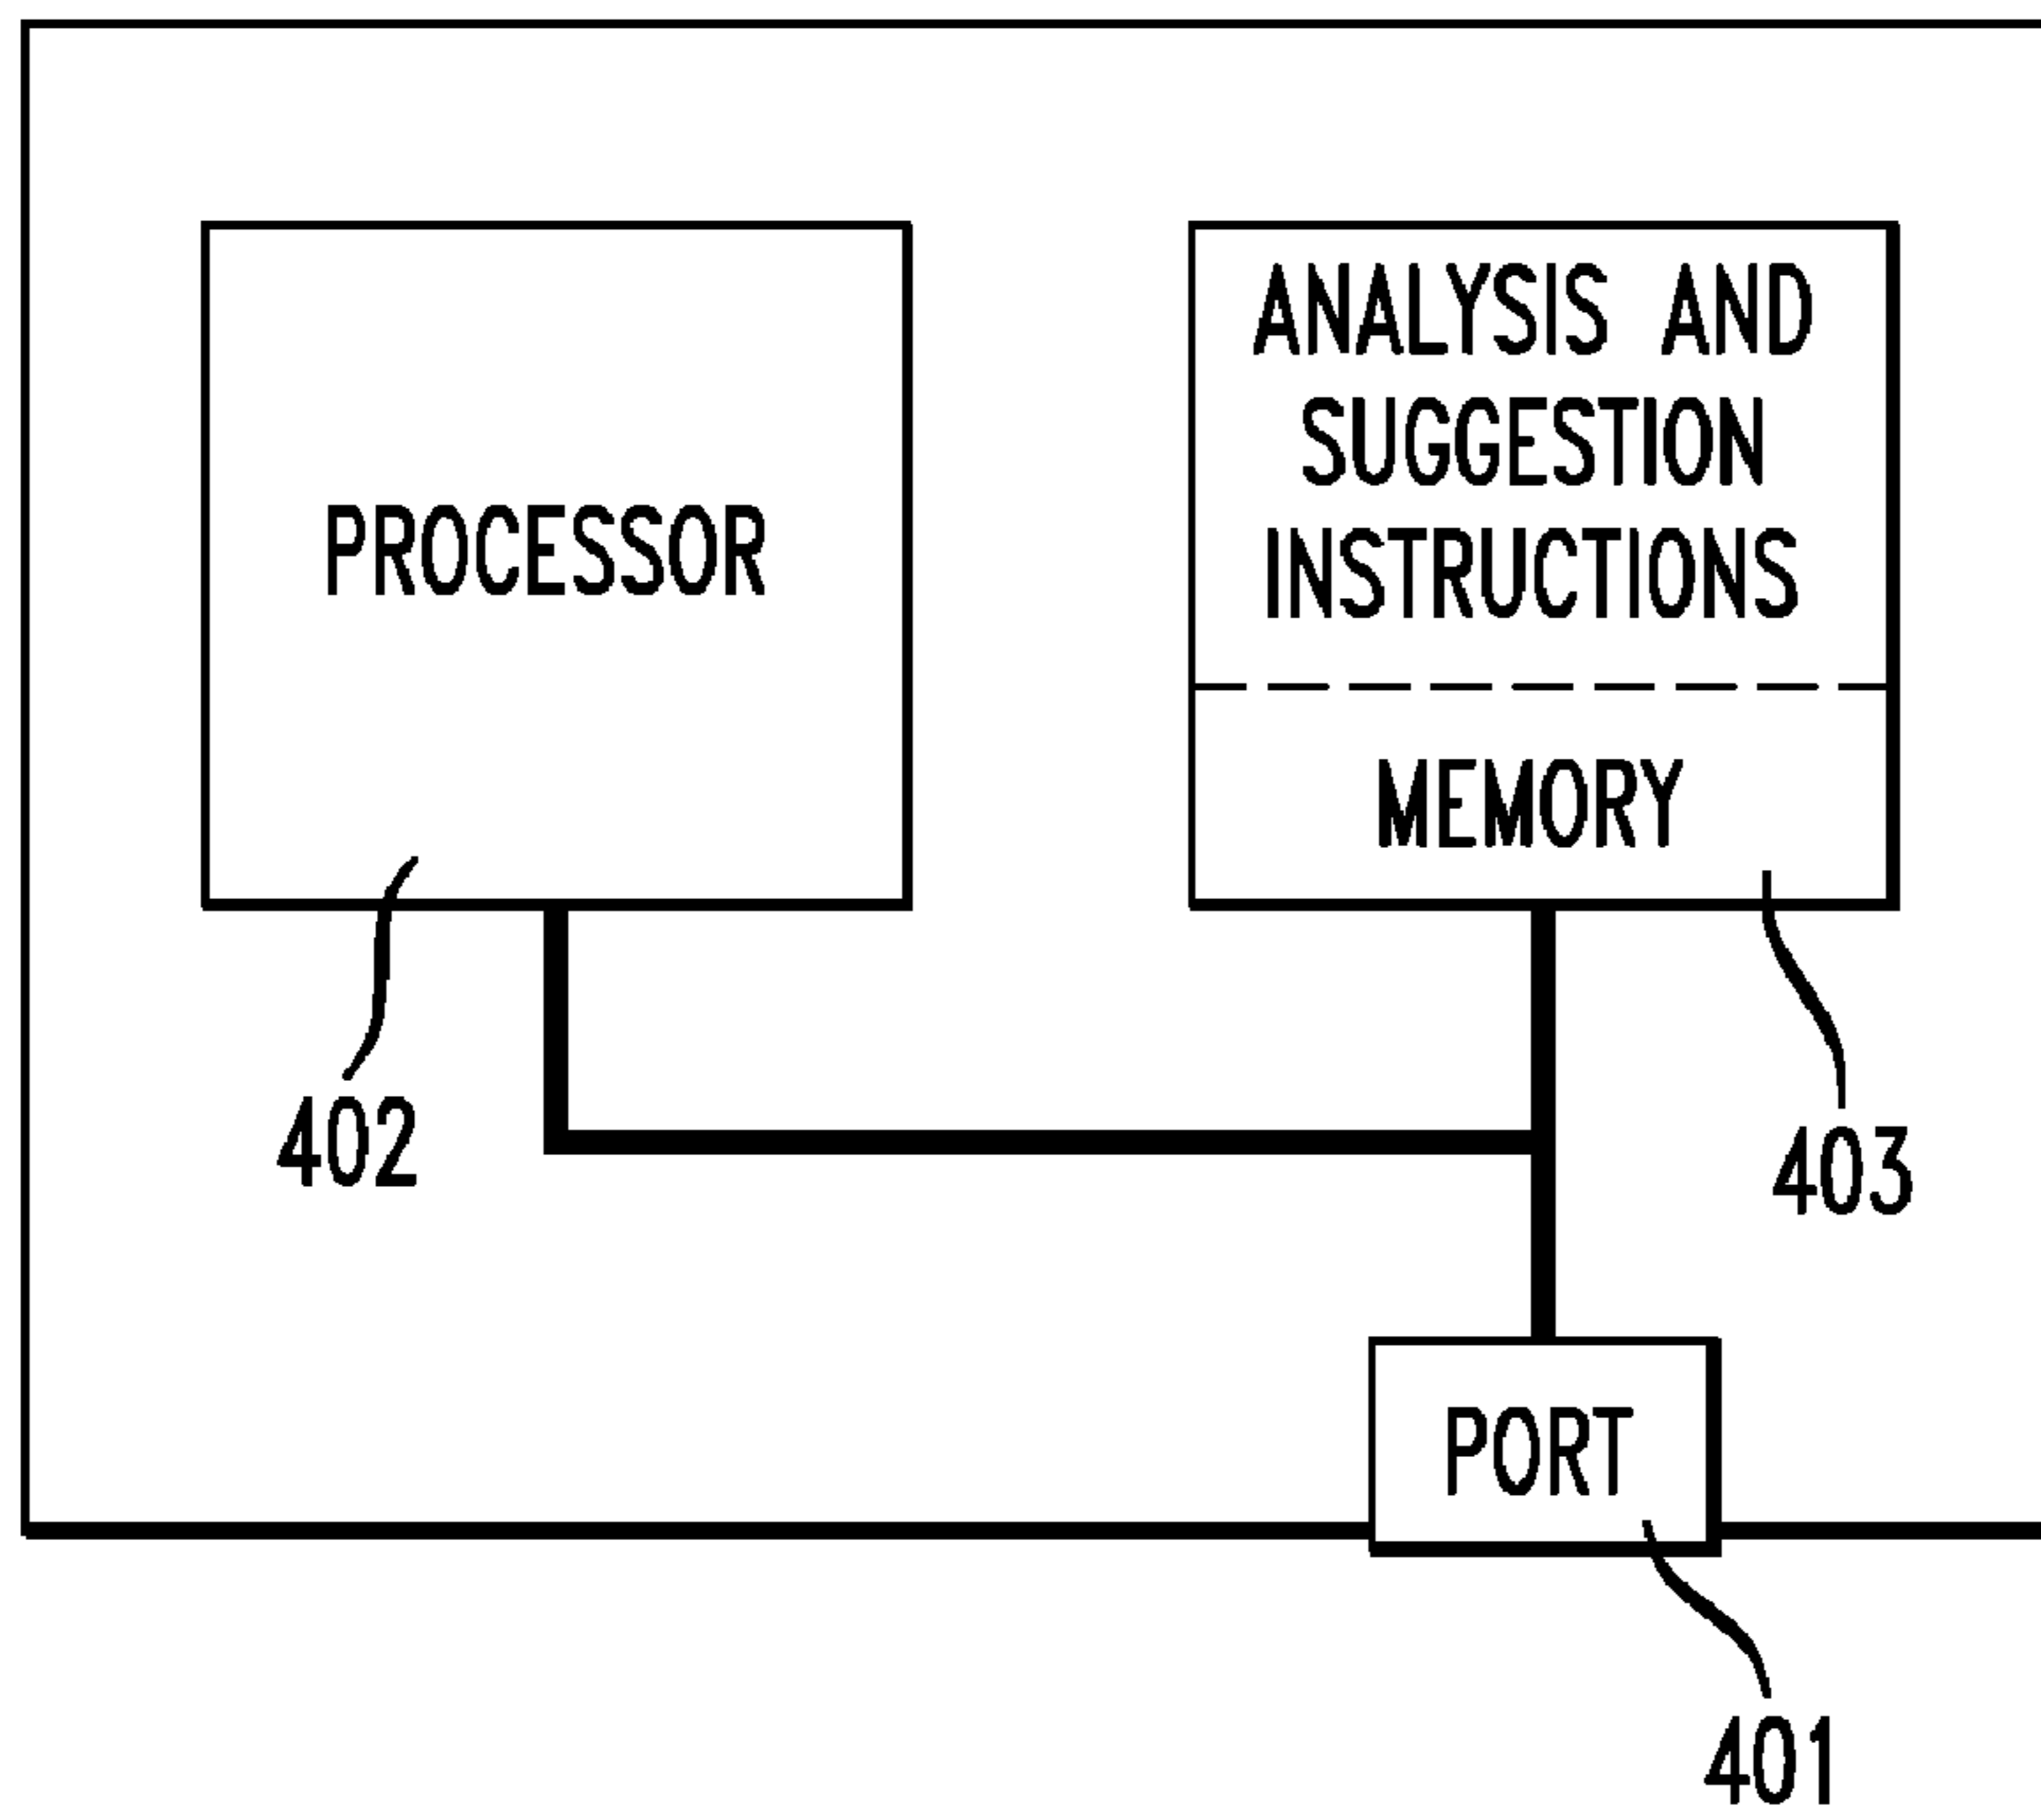 PROCESSOR
ANALYSIS AND
SUGGESTION
INSTRUCTIONS
MEMORY
402
403
PORT
401